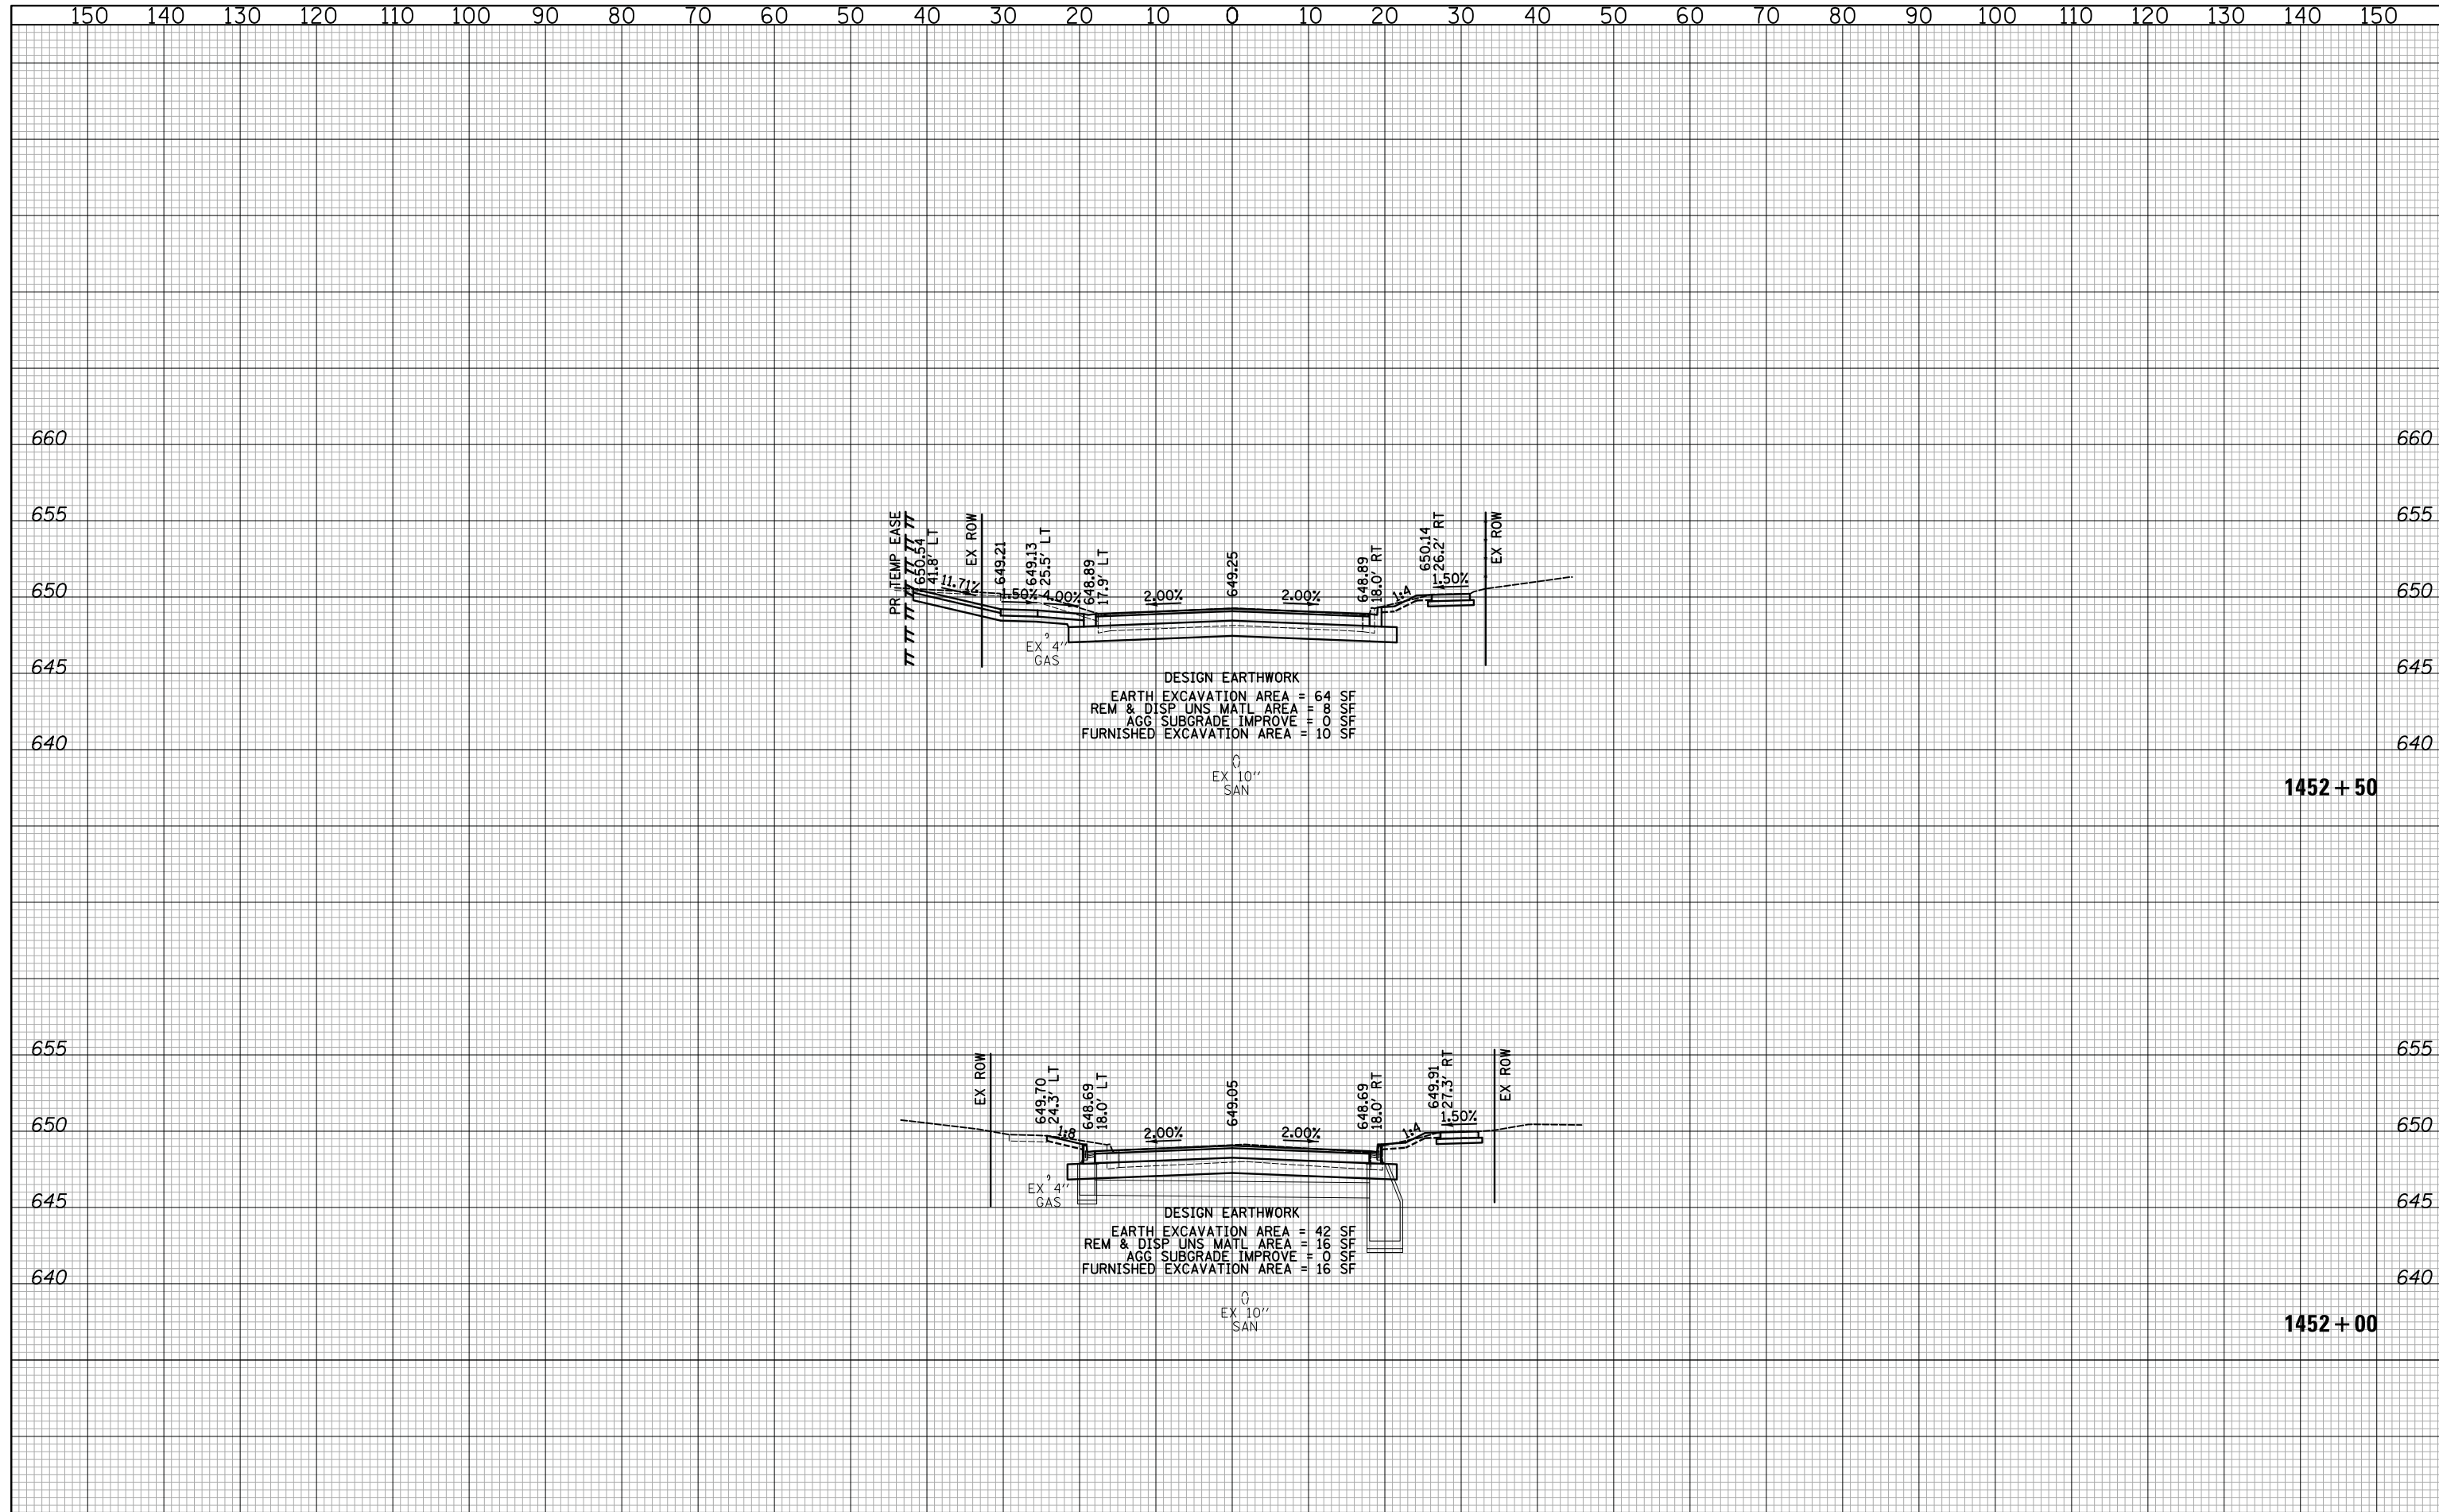 150 140 130 120 110 100 90 80 70 60 50 40 30 20 10 0 10 20 30 40 50 60 70 80 90 100 110 120 130 140 150
660 660
655 655
PR TEMP EASE
650.54
41.8' LT
EX ROW
649.21
649.13
25.5' LT
648.89
17.9' LT
649.25
648.89
18.0' RT
650.14
26.2' RT
EX ROW
650 650
11.71%
1.50%
4.00%
2.00%
2.00%
1:4
1.50%
EX 4"
GAS
645 645
DESIGN EARTHWORK
EARTH EXCAVATION AREA = 64 SF
REM & DISP UNS MATL AREA = 8 SF
AGG SUBGRADE IMPROVE = 0 SF
FURNISHED EXCAVATION AREA = 10 SF
640 640
EX 10"
SAN
1452+50
655 655
EX ROW
649.70
24.3' LT
648.69
18.0' LT
649.05
648.69
18.0' RT
649.91
27.3' RT
EX ROW
650 650
1:8
2.00%
2.00%
1:4
1.50%
EX 4"
GAS
645 645
DESIGN EARTHWORK
EARTH EXCAVATION AREA = 42 SF
REM & DISP UNS MATL AREA = 16 SF
AGG SUBGRADE IMPROVE = 0 SF
FURNISHED EXCAVATION AREA = 16 SF
640 640
EX 10"
SAN
1452+00